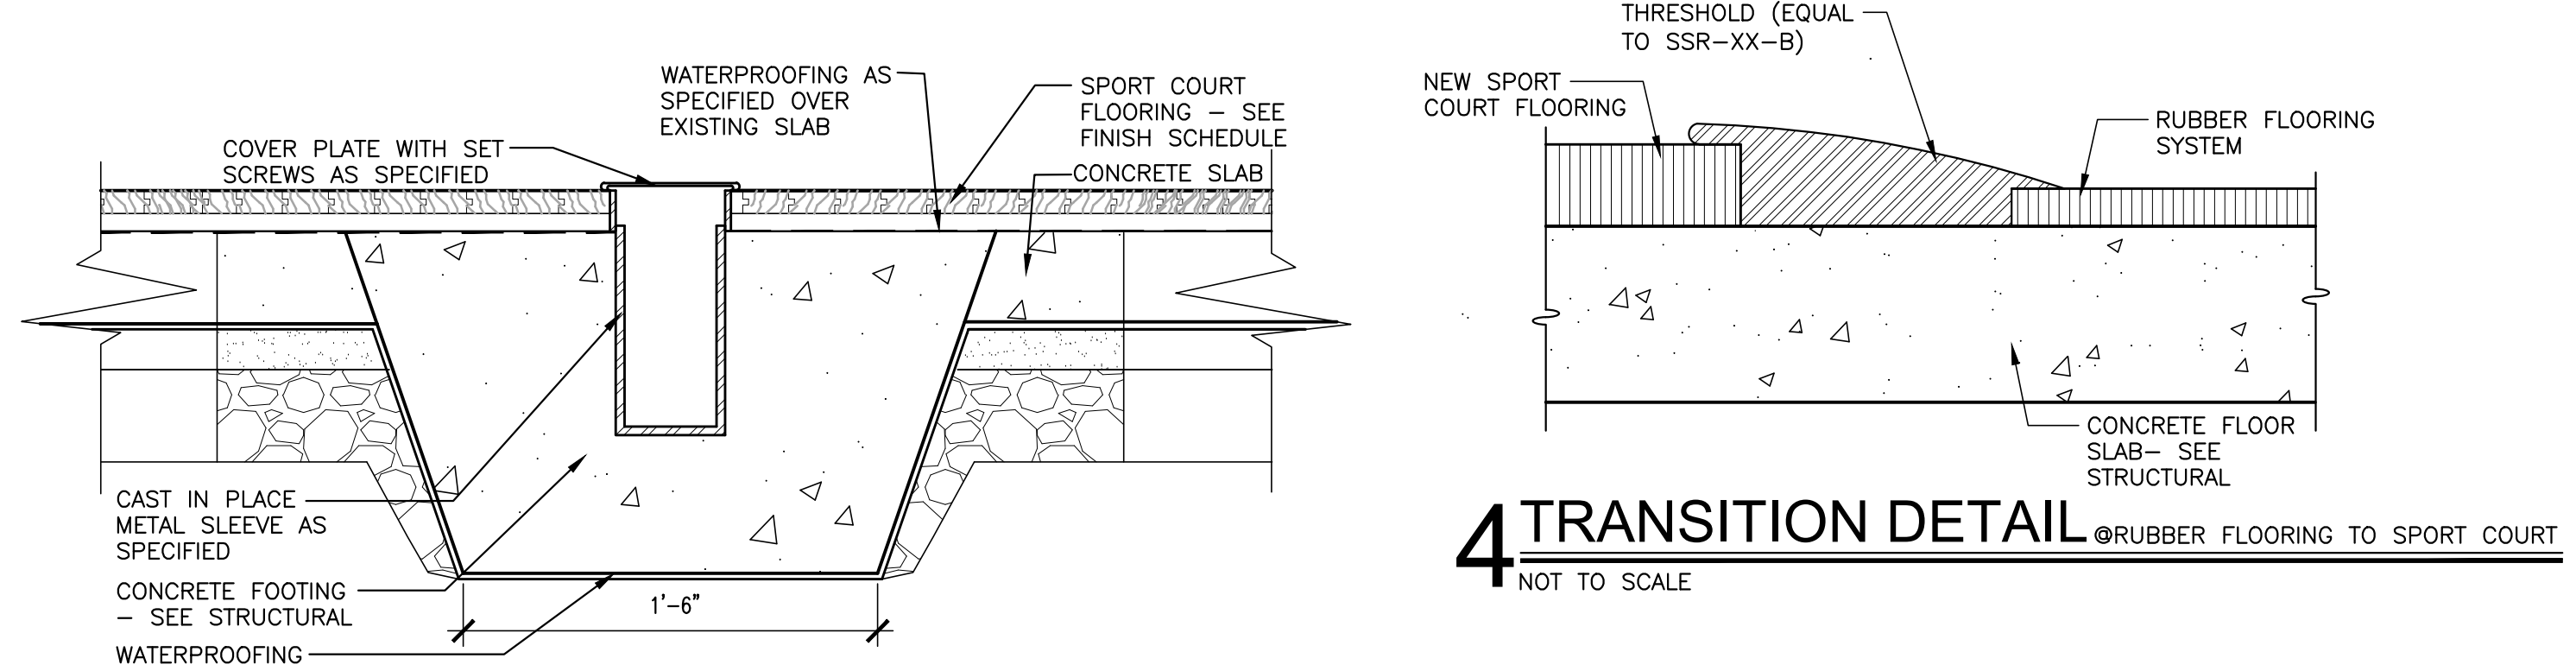 WATERPROOFING AS
SPECIFIED OVER
EXISTING SLAB
SPORT COURT
FLOORING – SEE
FINISH SCHEDULE
COVER PLATE WITH SET
SCREWS AS SPECIFIED
CONCRETE SLAB
CAST IN PLACE
METAL SLEEVE AS
SPECIFIED
CONCRETE FOOTING
– SEE STRUCTURAL
WATERPROOFING
1'–6"
THRESHOLD (EQUAL
TO SSR–XX–B)
NEW SPORT
COURT FLOORING
RUBBER FLOORING
SYSTEM
CONCRETE FLOOR
SLAB– SEE
STRUCTURAL
4 TRANSITION DETAIL @RUBBER FLOORING TO SPORT COURT
NOT TO SCALE